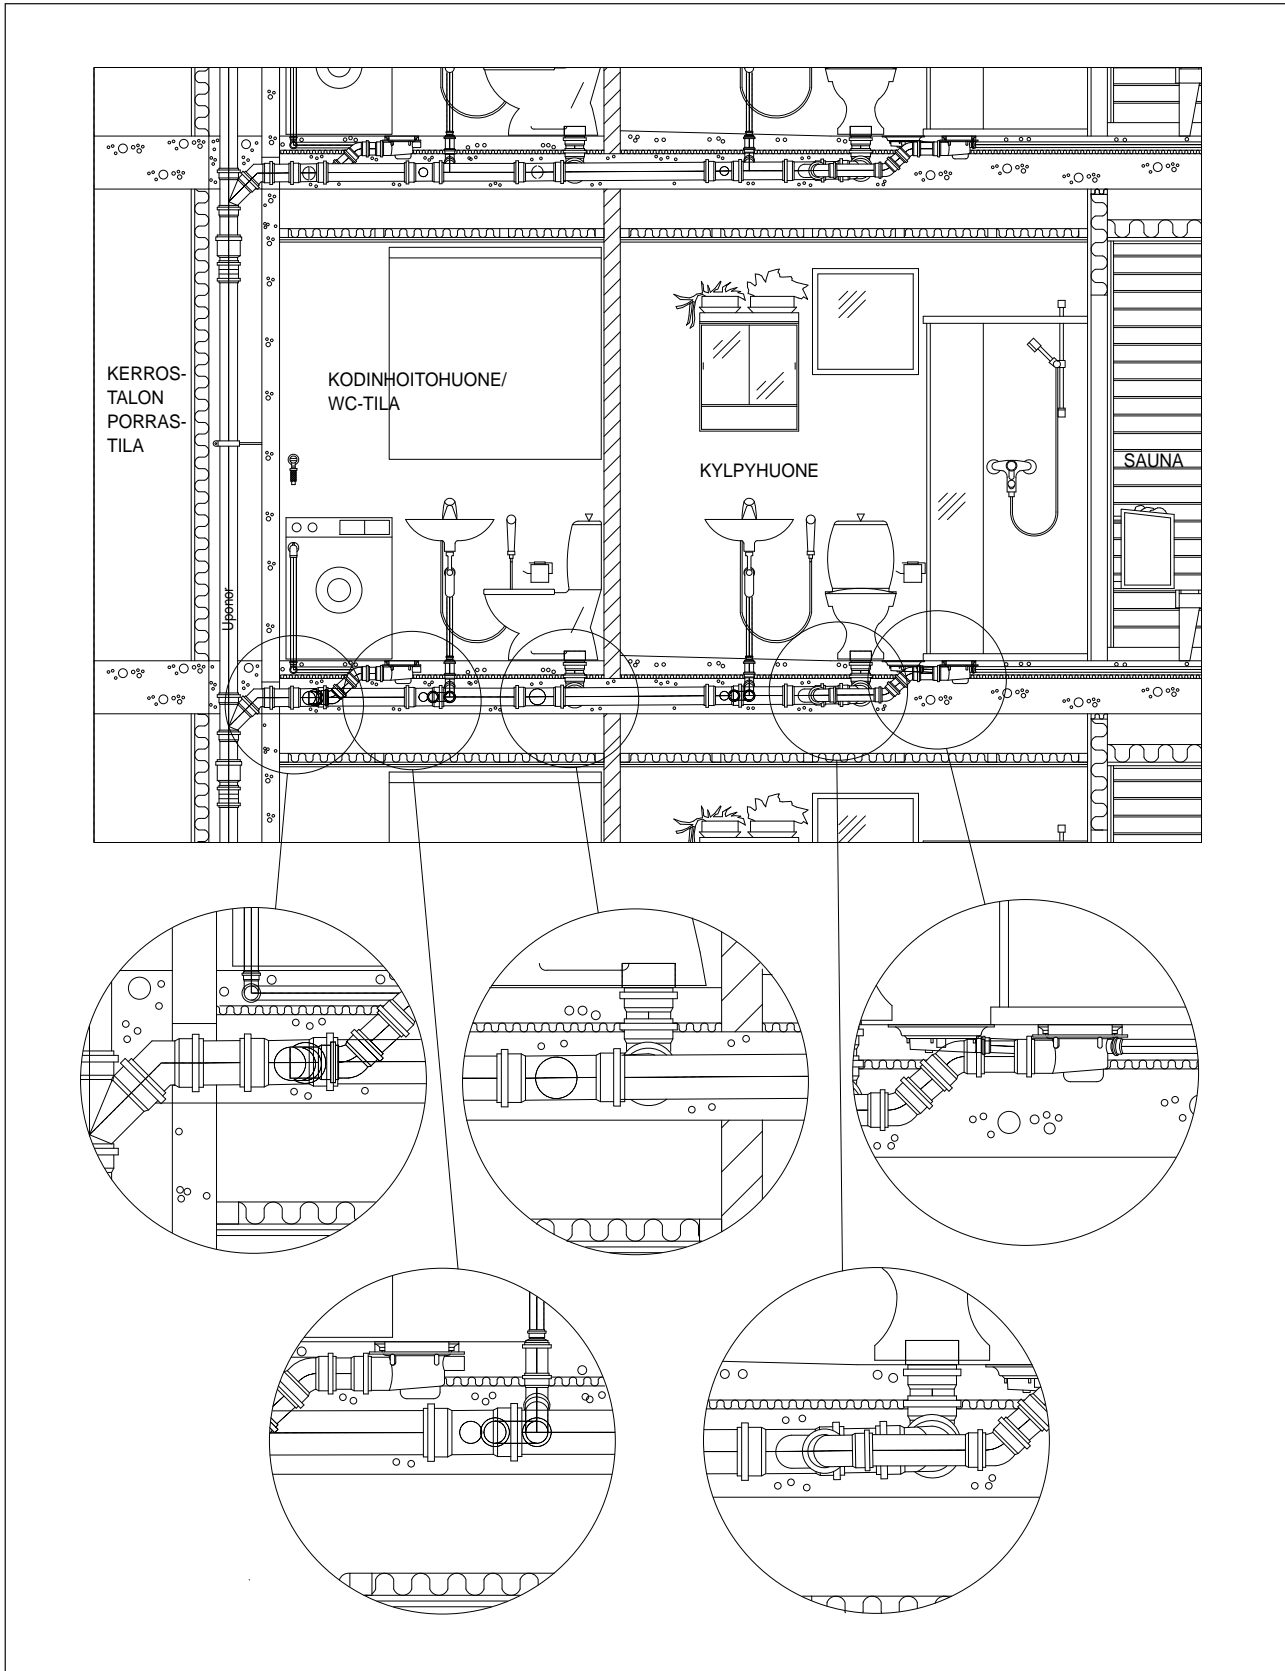 KERROS-
TALON
PORRAS-
TILA
KODINHOITOHUONE/
WC-TILA
KYLPYHUONE
SAUNA
Uponor